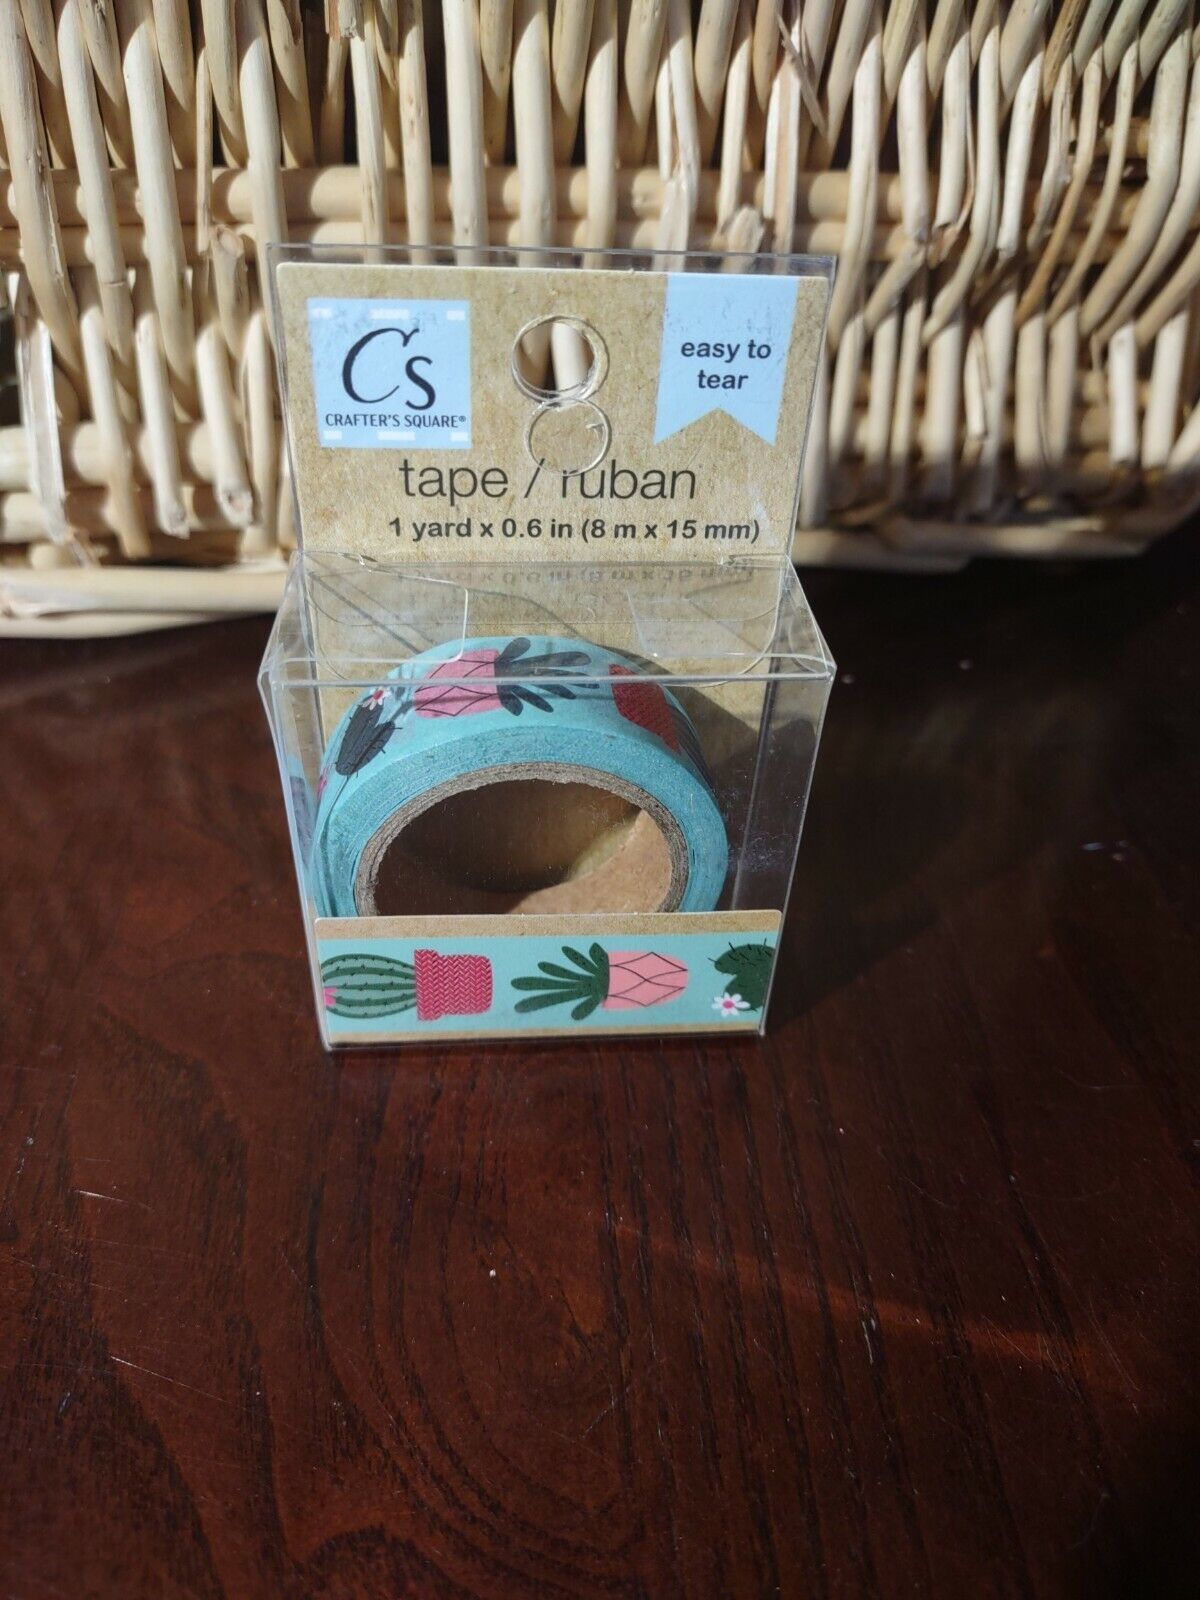 Cs
CRAFTER'S SQUARE®
easy to
tear
tape / ruban
1 yard x 0.6 in (8 m x 15 mm)